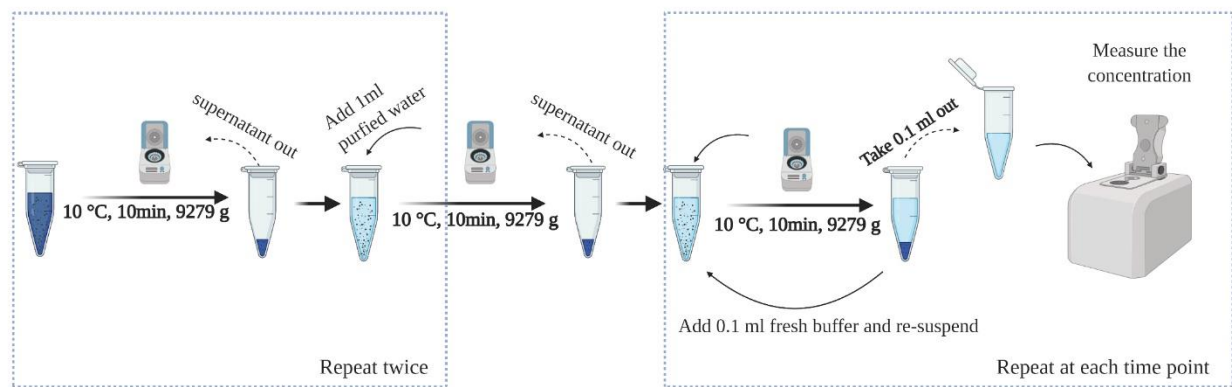 10 °C, 10min, 9279 g
supernatant out
Add 1ml
purfied water
10 °C, 10min, 9279 g
supernatant out
10 °C, 10min, 9279 g
Take 0.1 ml out
Measure the
concentration
Add 0.1 ml fresh buffer and re-suspend
Repeat twice
Repeat at each time point